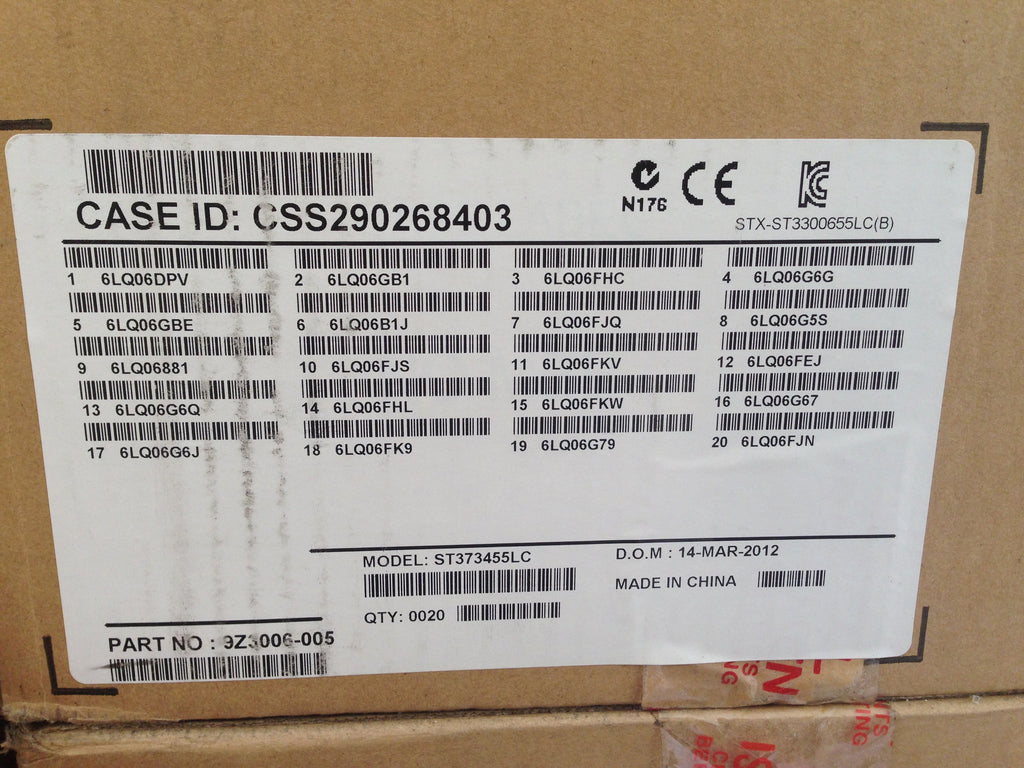 CASE ID: CSS290268403
N176
CE
STX-ST3300655LC(B)
1 6LQ06DPV 2 6LQ06GB1 3 6LQ06FHC 4 6LQ06G6G
5 6LQ06GBE 6 6LQ06B1J 7 6LQ06FJQ 8 6LQ06G5S
9 6LQ06881 10 6LQ06FJS 11 6LQ06FKV 12 6LQ06FEJ
13 6LQ06G6Q 14 6LQ06FHL 15 6LQ06FKW 16 6LQ06G67
17 6LQ06G6J 18 6LQ06FK9 19 6LQ06G79 20 6LQ06FJN
MODEL: ST373455LC D.O.M : 14-MAR-2012
MADE IN CHINA
QTY: 0020
PART NO : 9Z3006-005